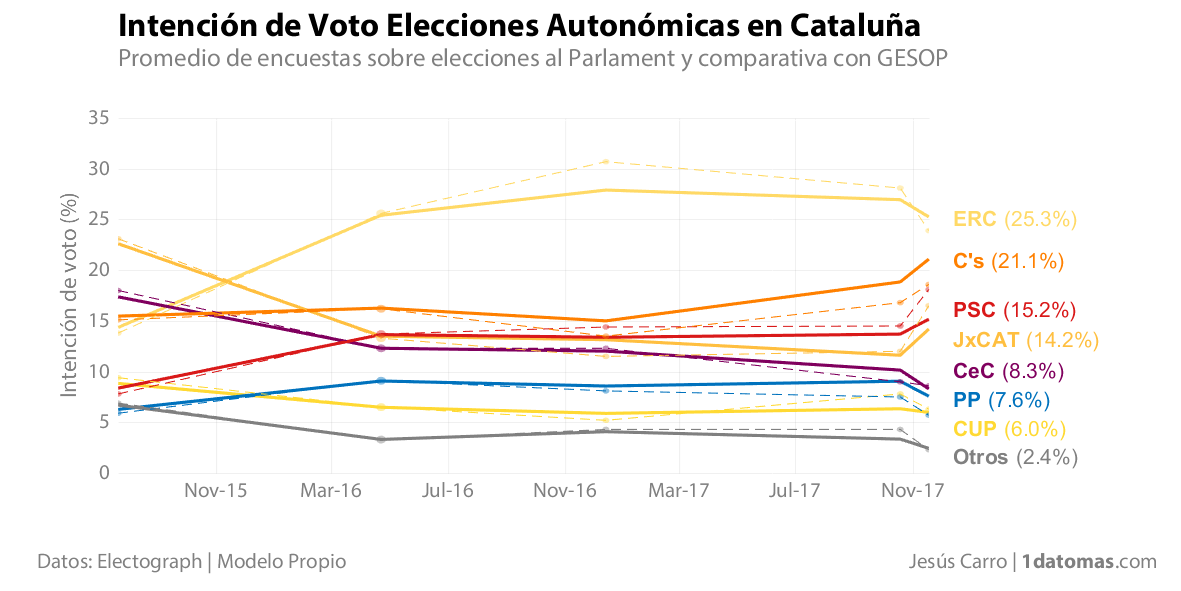 Intención de Voto Elecciones Autonómicas en Cataluña
Promedio de encuestas sobre elecciones al Parlament y comparativa con GESOP
Intención de voto (%)
35
30
25
20
15
10
5
0
Nov-15 Mar-16 Jul-16 Nov-16 Mar-17 Jul-17 Nov-17
ERC (25.3%)
C's (21.1%)
PSC (15.2%)
JxCAT (14.2%)
CeC (8.3%)
PP (7.6%)
CUP (6.0%)
Otros (2.4%)
Datos: Electograph | Modelo Propio
Jesús Carro | 1datomas.com